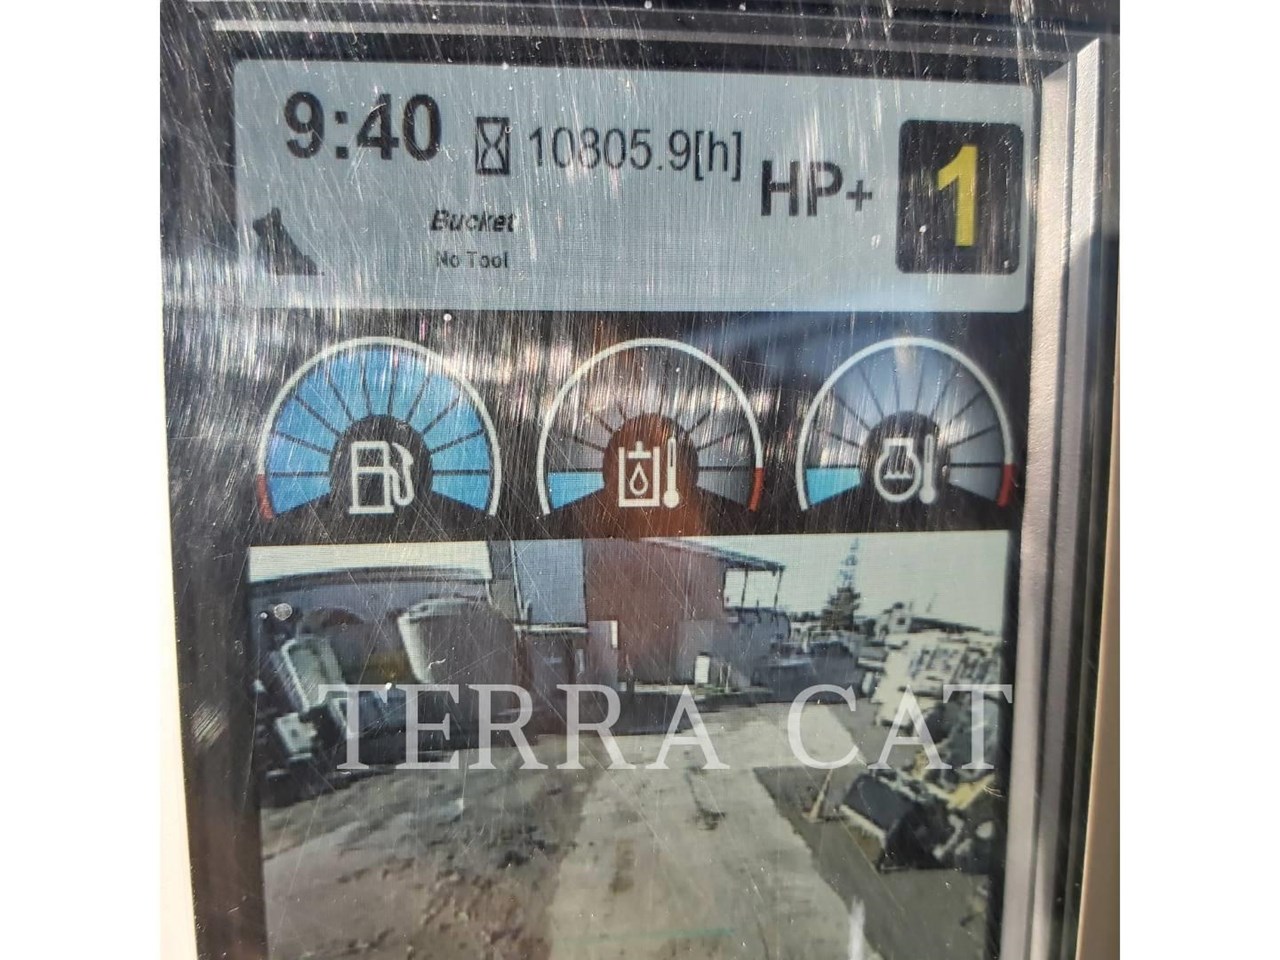 9:40 10805.9[h] HP+ 1
Bucket
No Tool
TERRA CAT